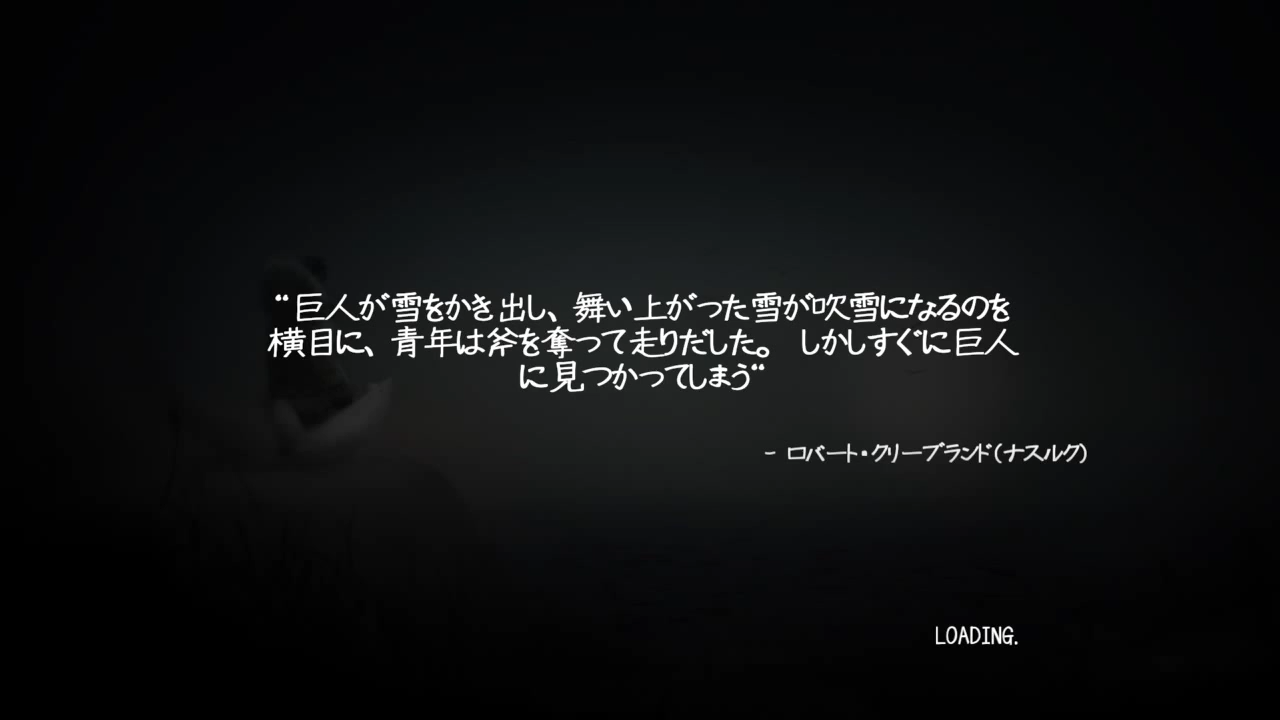 “巨人が雪をかき出し、舞い上がった雪が吹雪になるのを
横目に、青年は斧を奪って走りだした。 しかしすぐに巨人
に見つかってしまう“
- ロバート・クリーブランド(ナスルク)
LOADING.